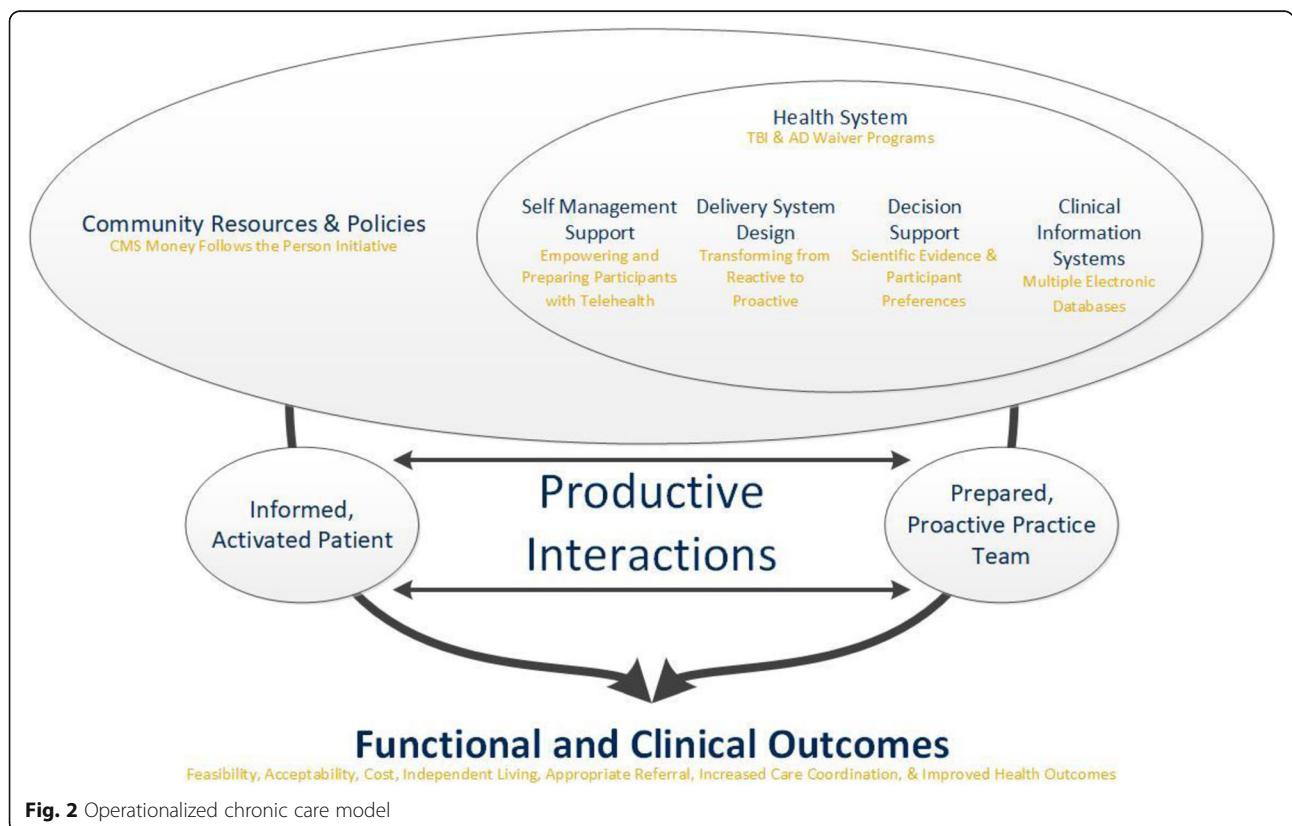 Health System
TBI & AD Waiver Programs
Community Resources & Policies
CMS Money Follows the Person Initiative
Self Management
Support
Empowering and
Preparing Participants
with Telehealth
Delivery System
Design
Transforming from
Reactive to
Proactive
Decision
Support
Scientific Evidence &
Participant
Preferences
Clinical
Information
Systems
Multiple Electronic
Databases
Informed,
Activated Patient
Productive
Interactions
Prepared,
Proactive Practice
Team
Functional and Clinical Outcomes
Feasibility, Acceptability, Cost, Independent Living, Appropriate Referral, Increased Care Coordination, & Improved Health Outcomes
Fig. 2 Operationalized chronic care model